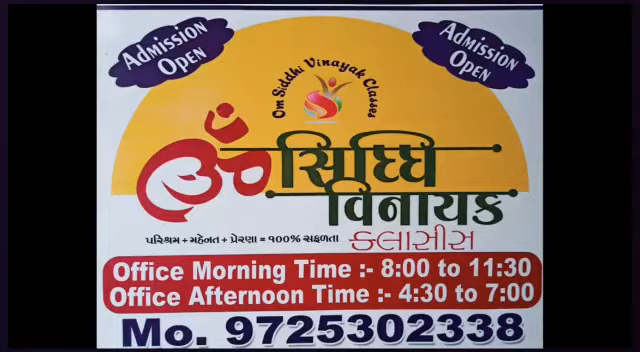 Admission Open
Admission Open
Om Siddhi Vinayak Classes
ૐ સિધ્ધિ
વિનાયક
ક્લાસીસ
પરિશ્રમ + મહેનત + પ્રેરણા = ૧૦૦% સફળતા
Office Morning Time :- 8:00 to 11:30
Office Afternoon Time :- 4:30 to 7:00
Mo. 9725302338